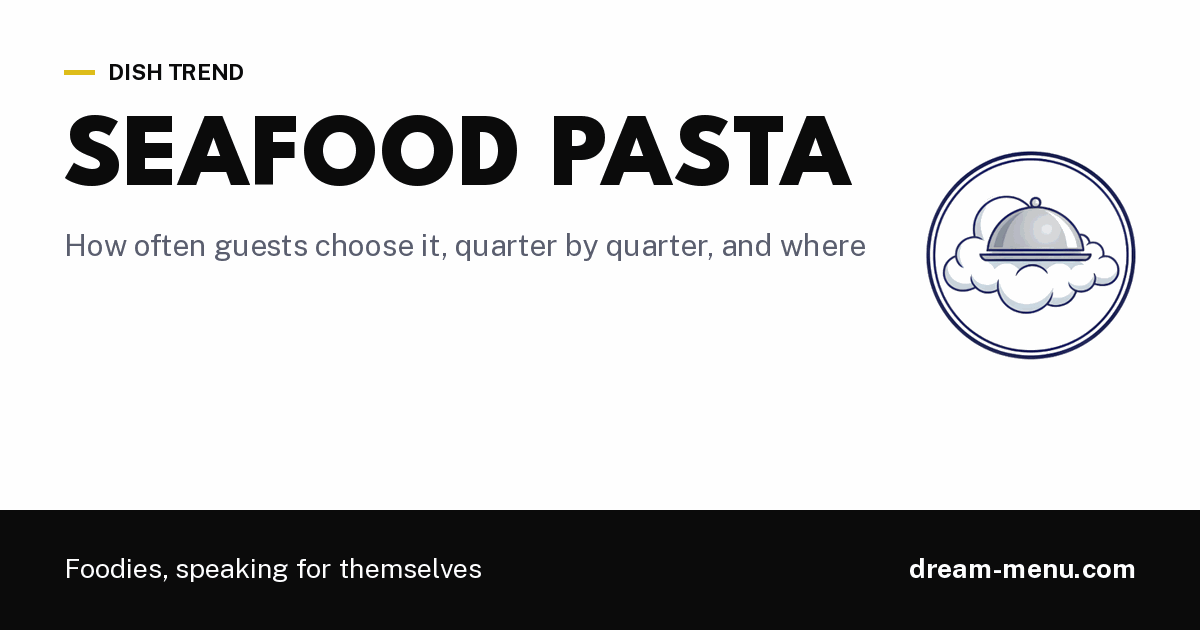 DISH TREND
SEAFOOD PASTA
How often guests choose it, quarter by quarter, and where
Foodies, speaking for themselves
dream-menu.com